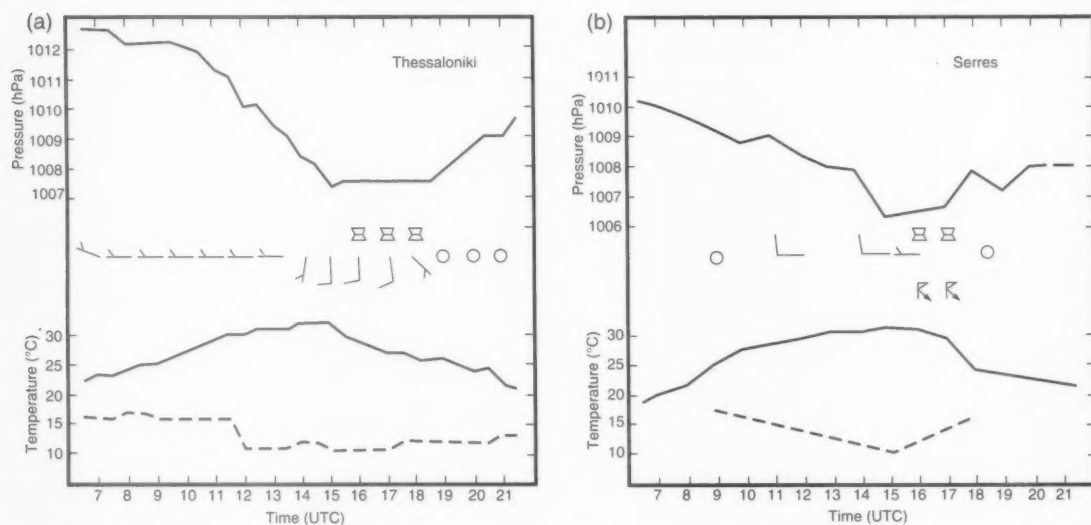 (a)
Thessaloniki
Pressure (hPa)
1012
1011
1010
1009
1008
1007
Temperature (°C)
30
25
20
15
10
7 8 9 10 11 12 13 14 15 16 17 18 19 20 21
Time (UTC)
(b)
Serres
Pressure (hPa)
1011
1010
1009
1008
1007
1006
Temperature (°C)
30
25
20
15
10
7 8 9 10 11 12 13 14 15 16 17 18 19 20 21
Time (UTC)